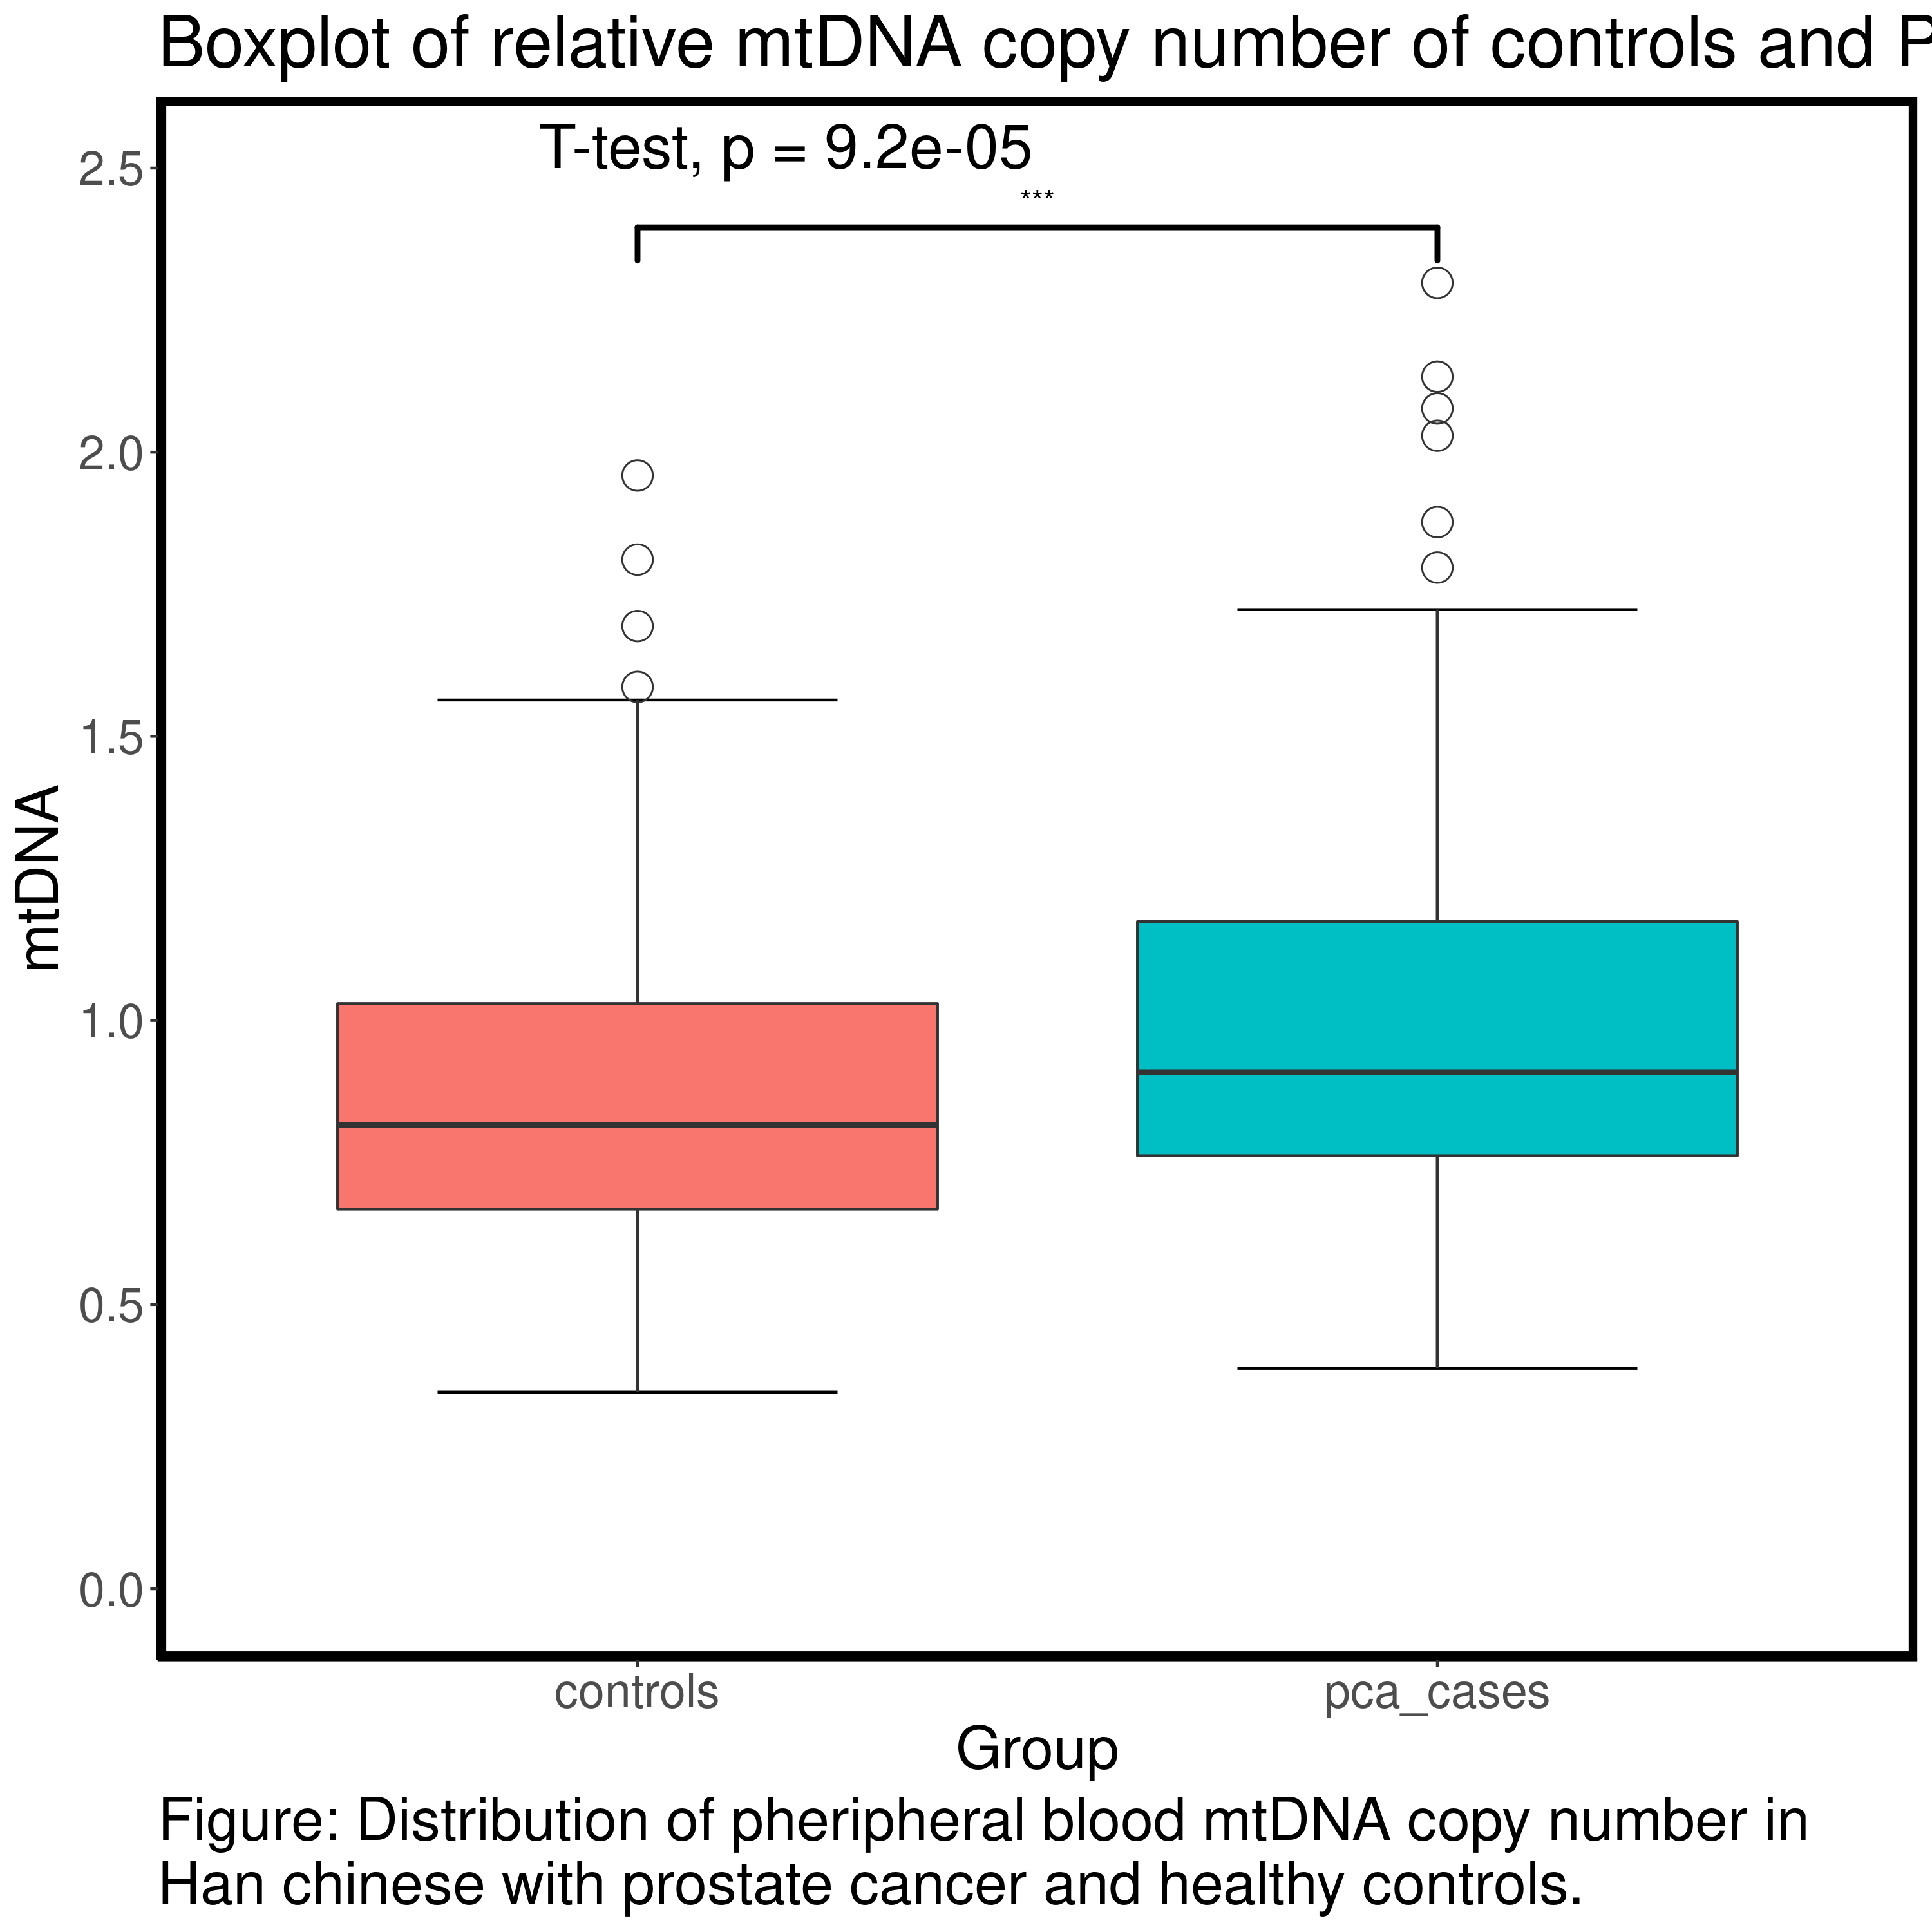 Boxplot of relative mtDNA copy number of controls and P
T-test, p = 9.2e-05
***
2.5
2.0
1.5
1.0
0.5
0.0
mtDNA
controls
pca_cases
Group
Figure: Distribution of pheripheral blood mtDNA copy number in
Han chinese with prostate cancer and healthy controls.